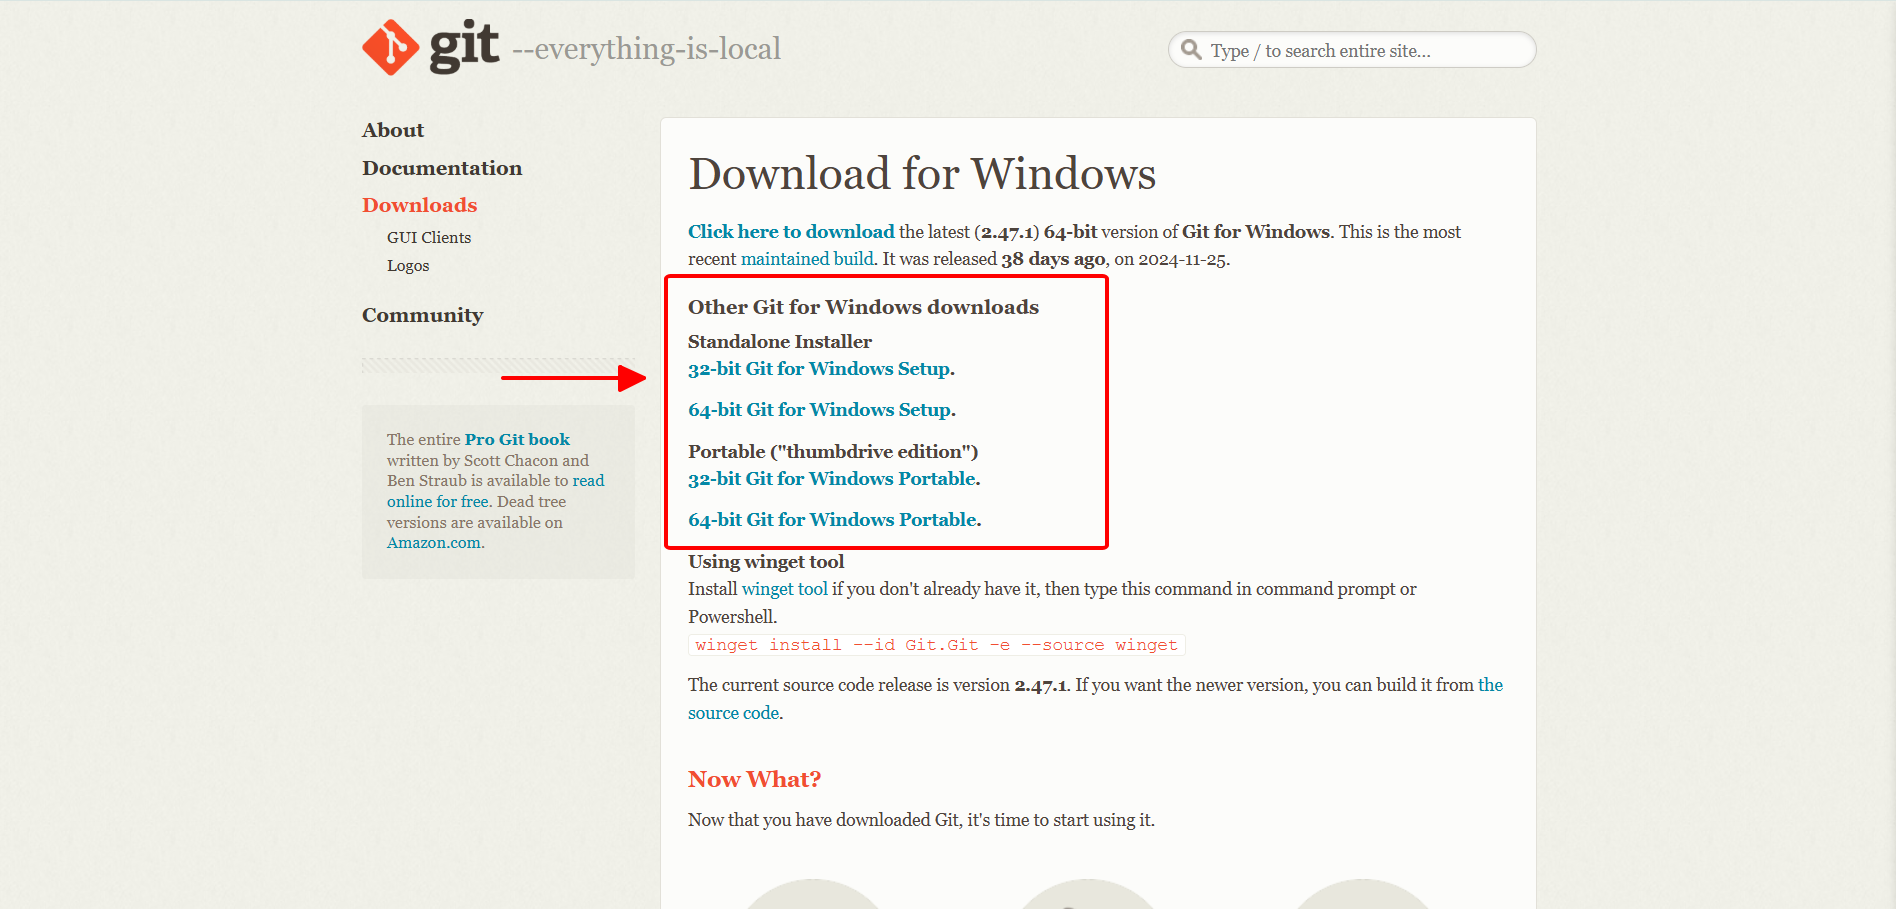 git --everything-is-local
Type / to search entire site...
About
Documentation
Downloads
GUI Clients
Logos
Community
The entire Pro Git book
written by Scott Chacon and
Ben Straub is available to read
online for free. Dead tree
versions are available on
Amazon.com.
Download for Windows
Click here to download the latest (2.47.1) 64-bit version of Git for Windows. This is the most
recent maintained build. It was released 38 days ago, on 2024-11-25.
Other Git for Windows downloads
Standalone Installer
32-bit Git for Windows Setup.
64-bit Git for Windows Setup.
Portable ("thumbdrive edition")
32-bit Git for Windows Portable.
64-bit Git for Windows Portable.
Using winget tool
Install winget tool if you don't already have it, then type this command in command prompt or
Powershell.
winget install --id Git.Git -e --source winget
The current source code release is version 2.47.1. If you want the newer version, you can build it from the
source code.
Now What?
Now that you have downloaded Git, it's time to start using it.